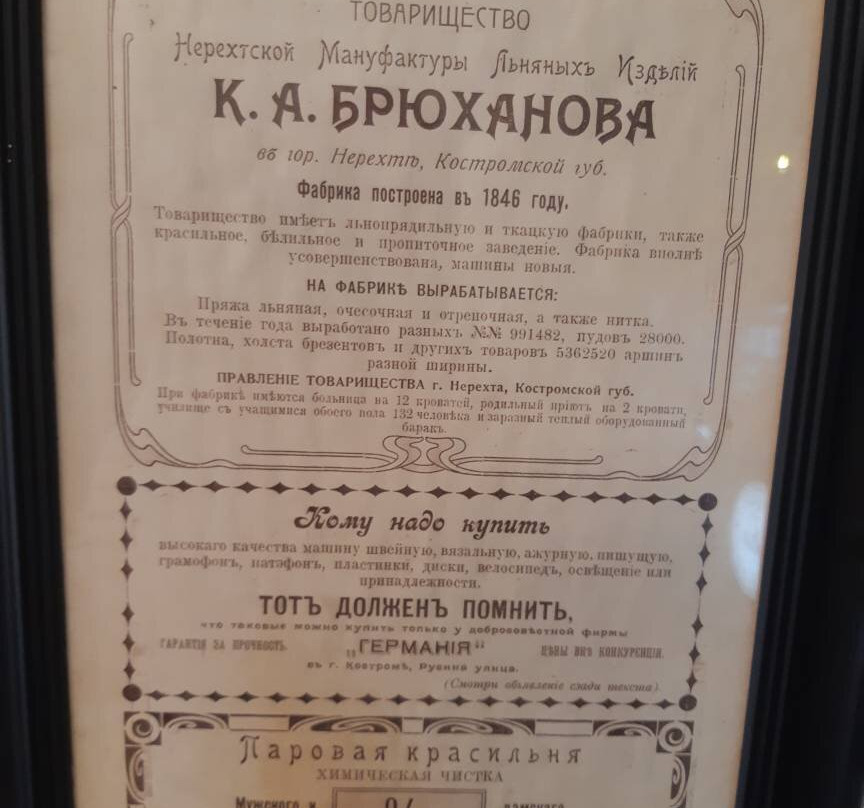 ТОВАРИЩЕСТВО
Нерехтской Мануфактуры Льняныхъ Издѣлій
К. А. БРЮХАНОВА
въ гор. Нерехтѣ, Костромской губ.
Фабрика построена въ 1846 году.
Товарищество имѣетъ льнопрядильную и ткацкую фабрики, также
красильное, бѣлильное и пропиточное заведеніе. Фабрика вполнѣ
усовершенствована, машины новыя.
НА ФАБРИКѢ ВЫРАБАТЫВАЕТСЯ:
Пряжа льняная, очесочная и отрепочная, а также нитка.
Въ теченіе года выработано разныхъ №№ 991482, пудовъ 28000.
Полотна, холста брезентовъ и другихъ товаровъ 5362520 аршинъ
разной ширины.
ПРАВЛЕНІЕ ТОВАРИЩЕСТВА г. Нерехта, Костромской губ.
При фабрикѣ имѣются больница на 12 кроватей, родильный пріютъ на 2 кровати,
училище съ учащимися обоего пола 132 человѣка и заразный теплый оборудованный
баракъ.
Кому надо купить
высокаго качества машину швейную, вязальную, ажурную, пишущую,
грамофонъ, патэфонъ, пластинки, диски, велосипедъ, освѣщеніе или
принадлежности.
ТОТЪ ДОЛЖЕНЪ ПОМНИТЬ,
что таковые можно купить только у добросовѣстной фирмы
ГАРАНТІЯ ЗА ПРОЧНОСТЬ. „ГЕРМАНІЯ“ ЦѢНЫ ВНѢ КОНКУРЕНЦІИ.
въ г. Костромѣ, Русина улица.
(Смотри объявленіе сзади текста)
Паровая красильня
ХИМИЧЕСКАЯ ЧИСТКА
Мужского и